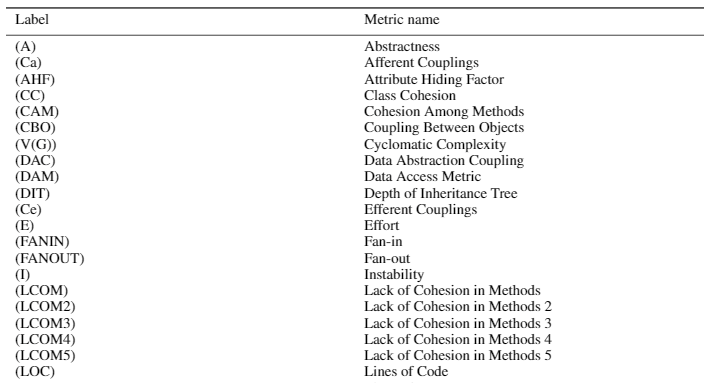 Label Metric name
(A) Abstractness
(Ca) Afferent Couplings
(AHF) Attribute Hiding Factor
(CC) Class Cohesion
(CAM) Cohesion Among Methods
(CBO) Coupling Between Objects
(V(G)) Cyclomatic Complexity
(DAC) Data Abstraction Coupling
(DAM) Data Access Metric
(DIT) Depth of Inheritance Tree
(Ce) Efferent Couplings
(E) Effort
(FANIN) Fan-in
(FANOUT) Fan-out
(I) Instability
(LCOM) Lack of Cohesion in Methods
(LCOM2) Lack of Cohesion in Methods 2
(LCOM3) Lack of Cohesion in Methods 3
(LCOM4) Lack of Cohesion in Methods 4
(LCOM5) Lack of Cohesion in Methods 5
(LOC) Lines of Code